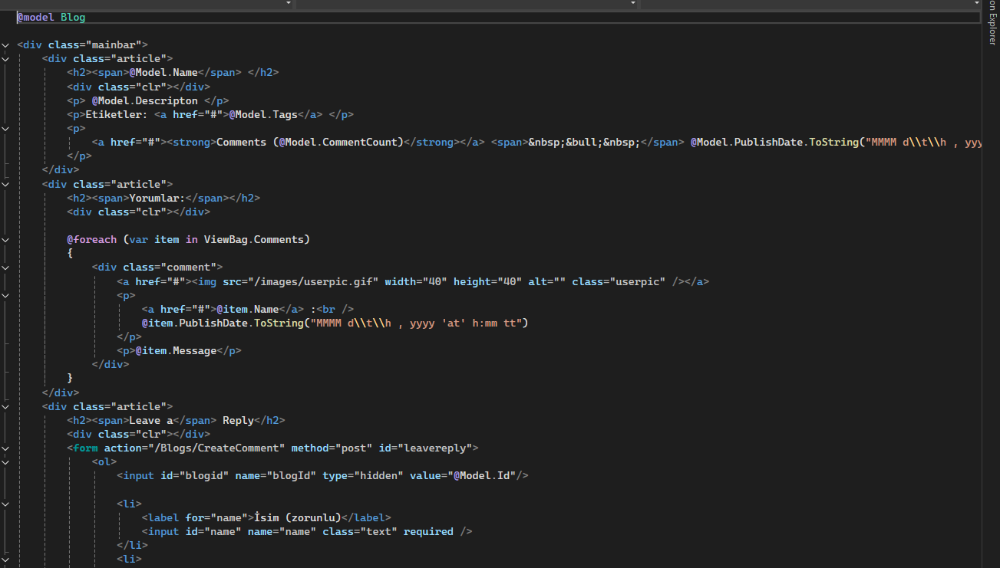 @model Blog
<div class="mainbar">
<div class="article">
<h2><span>@Model.Name</span> </h2>
<div class="clr"></div>
<p> @Model.Descripton </p>
<p>Etiketler: <a href="#">@Model.Tags</a> </p>
<p>
<a href="#"><strong>Comments (@Model.CommentCount)</strong></a> <span>&nbsp;&bull;&nbsp;</span> @Model.PublishDate.ToString("MMMM d\\t\\h , yyy
</p>
</div>
<div class="article">
<h2><span>Yorumlar:</span></h2>
<div class="clr"></div>
@foreach (var item in ViewBag.Comments)
{
<div class="comment">
<a href="#"><img src="/images/userpic.gif" width="40" height="40" alt="" class="userpic" /></a>
<p>
<a href="#">@item.Name</a> :<br />
@item.PublishDate.ToString("MMMM d\\t\\h , yyyy 'at' h:mm tt")
</p>
<p>@item.Message</p>
</div>
}
</div>
<div class="article">
<h2><span>Leave a</span> Reply</h2>
<div class="clr"></div>
<form action="/Blogs/CreateComment" method="post" id="leavereply">
<ol>
<input id="blogid" name="blogId" type="hidden" value="@Model.Id"/>
<li>
<label for="name">İsim (zorunlu)</label>
<input id="name" name="name" class="text" required />
</li>
<li>
on Explorer